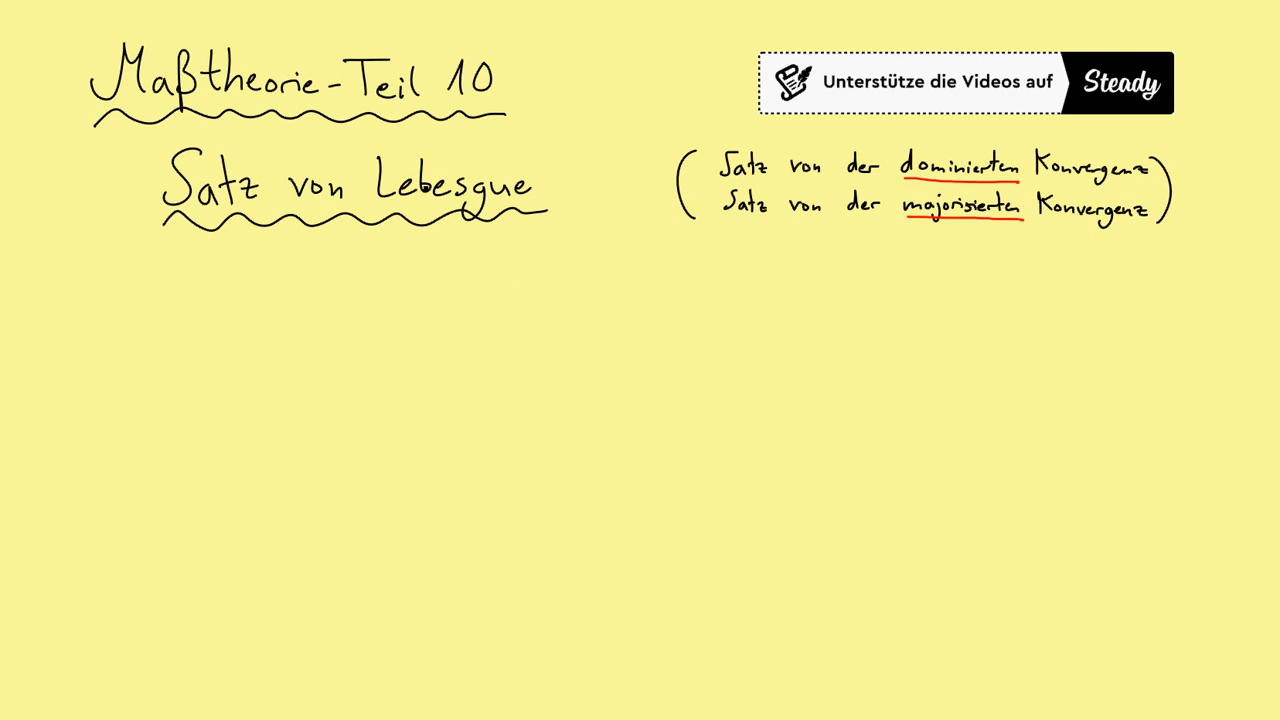 Maßtheorie - Teil 10
Unterstütze die Videos auf Steady
Satz von Lebesgue
( Satz von der dominierten Konvergenz
Satz von der majorisierten Konvergenz )